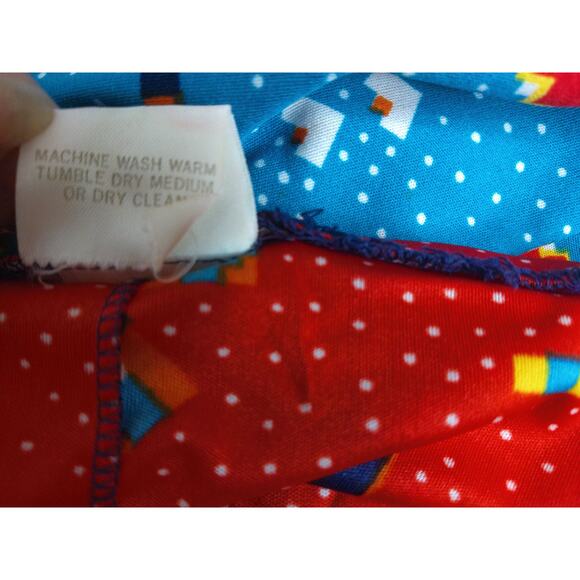 MACHINE WASH WARM
TUMBLE DRY MEDIUM
OR DRY CLEAN